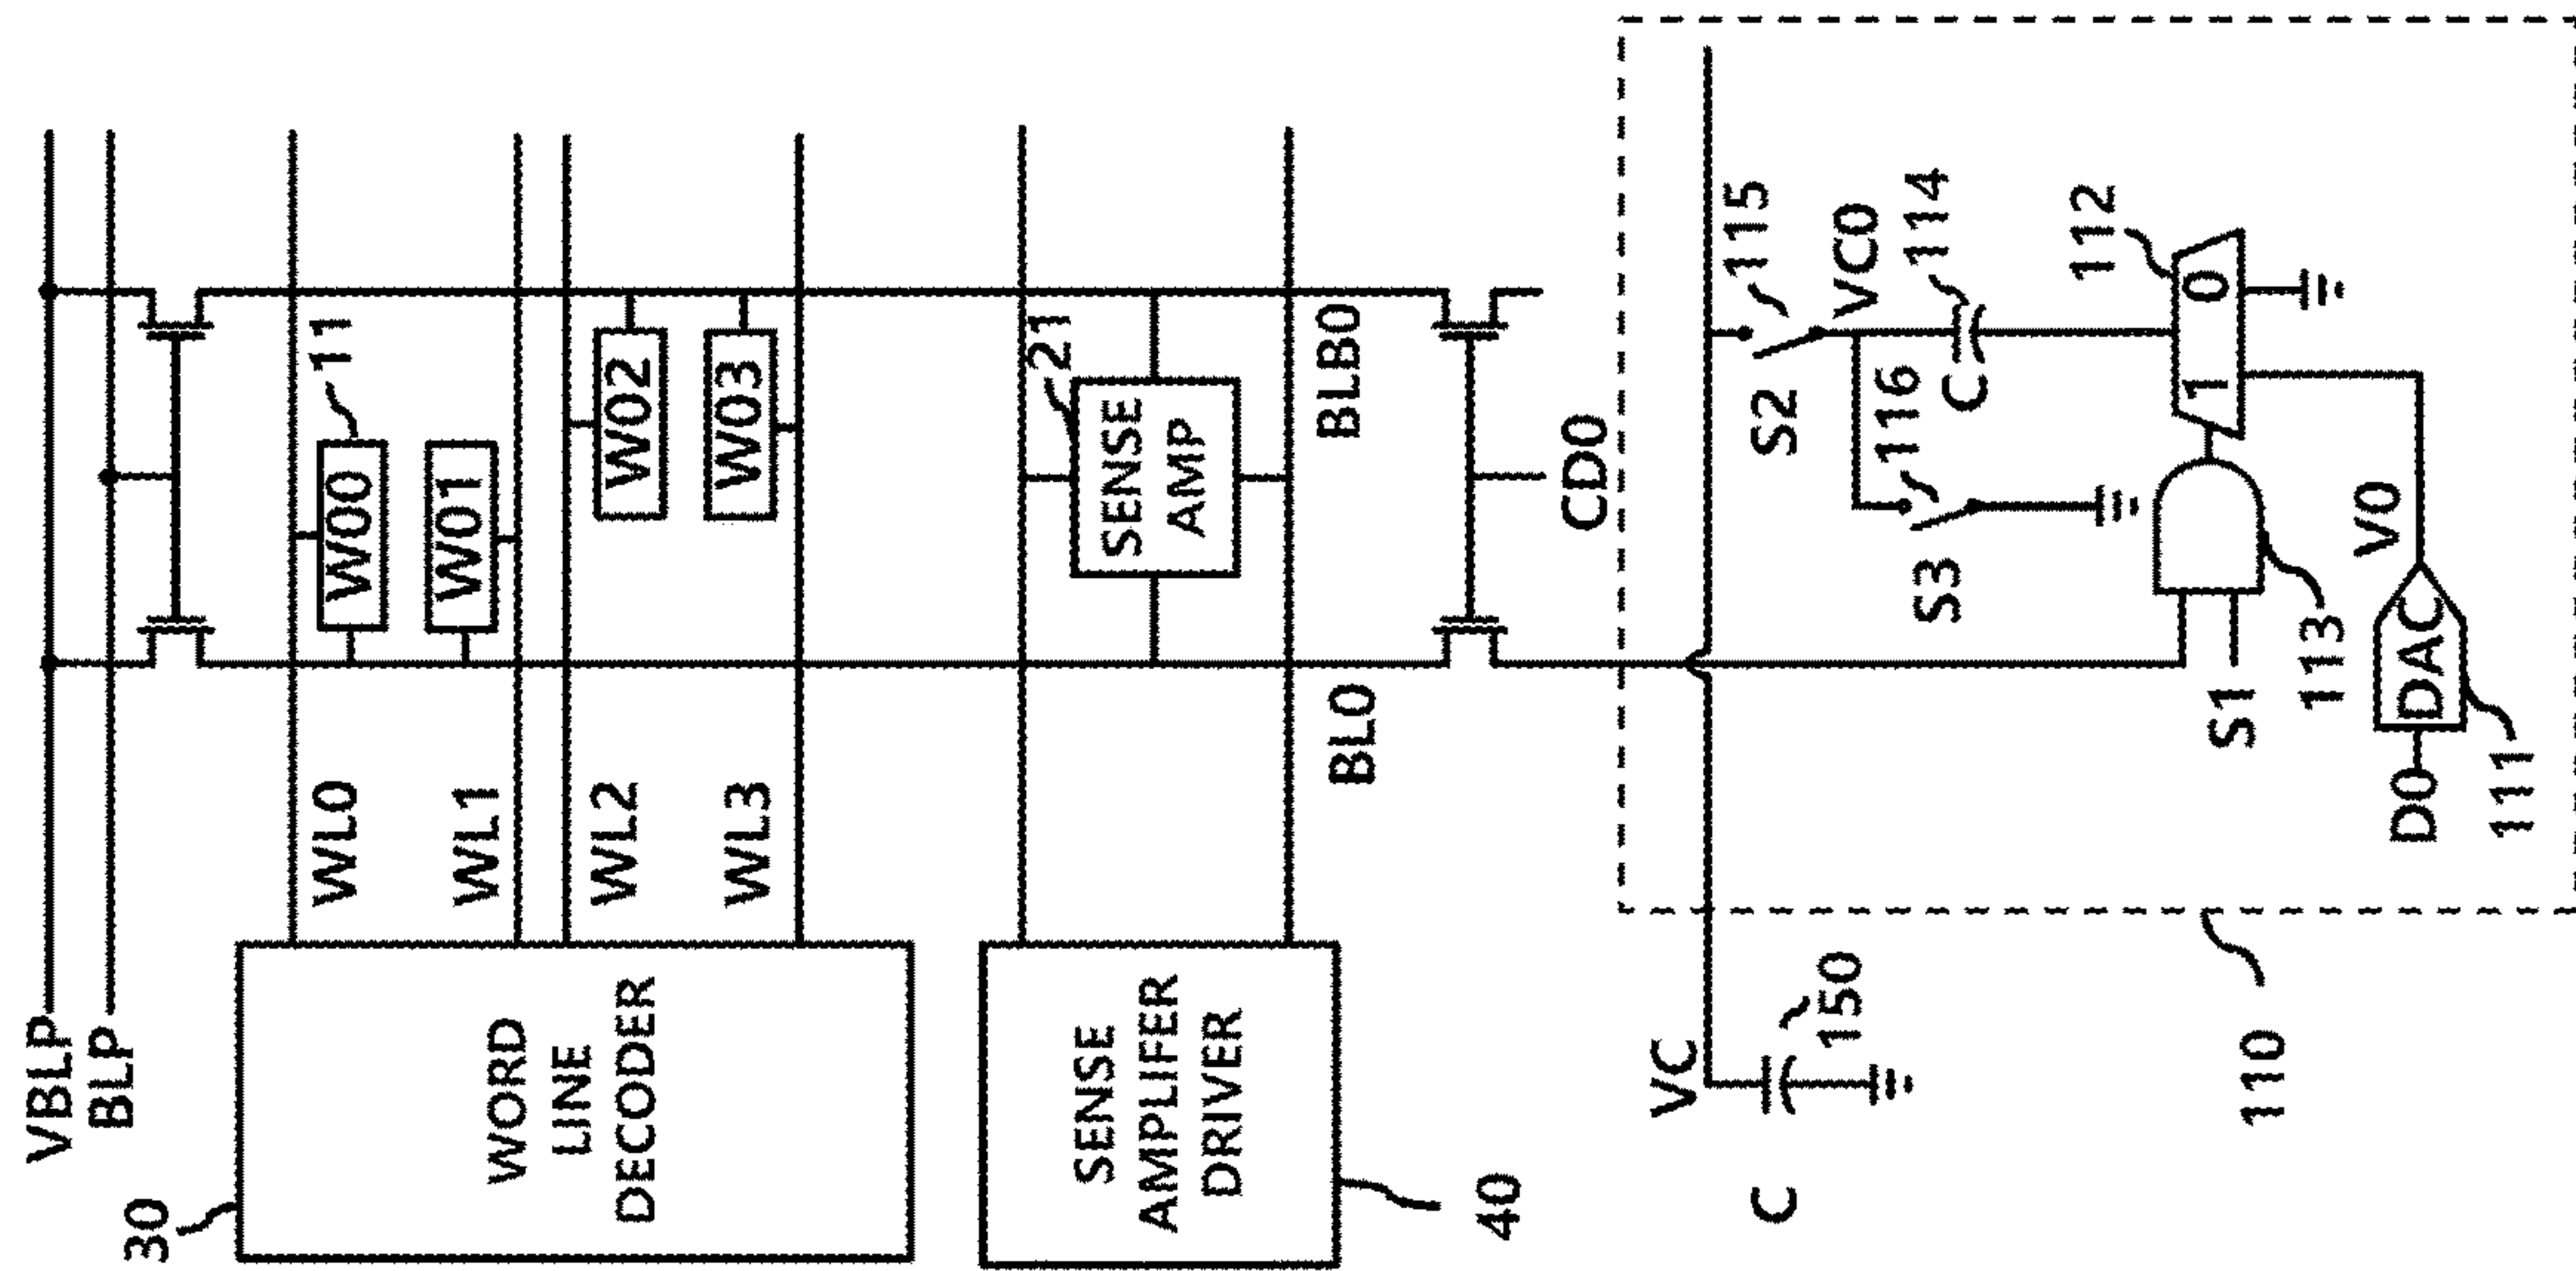 VBLP
BLP
30
WORD
LINE
DECODER
WL0
WL1
WL2
WL3
W00
11
W01
W02
W03
SENSE
AMPLIFER
DRIVER
40
SENSE
AMP
21
BL0
BLB0
CD0
VC
C
150
110
S2
115
VC0
S3
116
C
114
112
1
0
113
S1
V0
DAC
D0
111